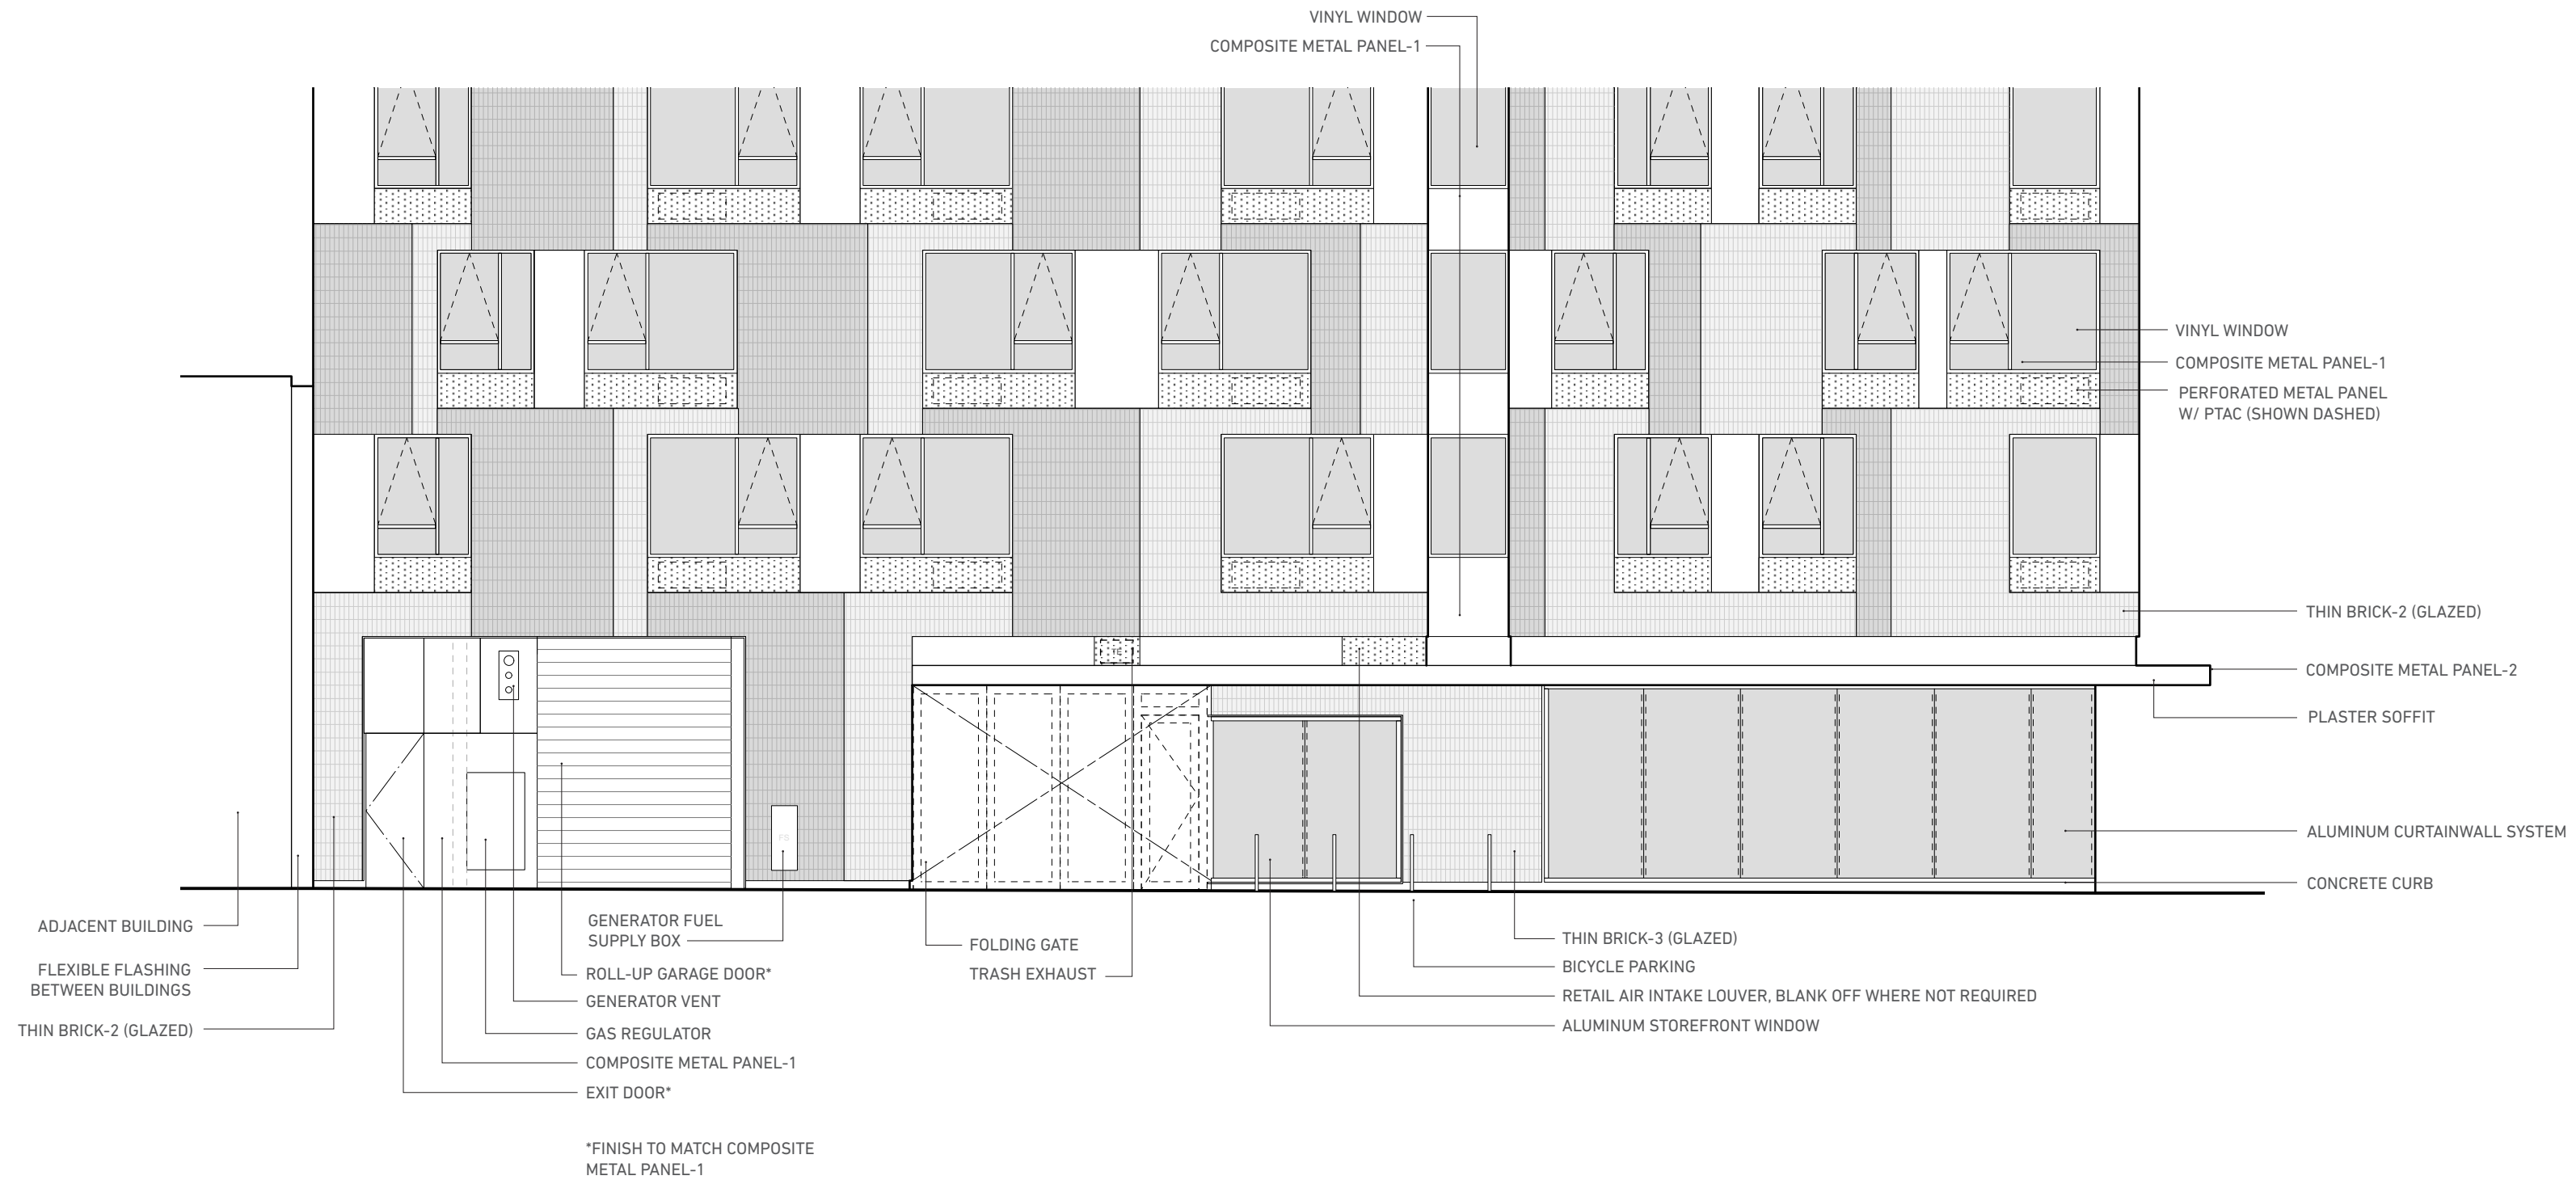 VINYL WINDOW
COMPOSITE METAL PANEL-1
VINYL WINDOW
COMPOSITE METAL PANEL-1
PERFORATED METAL PANEL
W/ PTAC (SHOWN DASHED)
THIN BRICK-2 (GLAZED)
COMPOSITE METAL PANEL-2
PLASTER SOFFIT
ALUMINUM CURTAINWALL SYSTEM
CONCRETE CURB
ADJACENT BUILDING
FLEXIBLE FLASHING
BETWEEN BUILDINGS
THIN BRICK-2 (GLAZED)
GENERATOR FUEL
SUPPLY BOX
ROLL-UP GARAGE DOOR*
GENERATOR VENT
GAS REGULATOR
COMPOSITE METAL PANEL-1
EXIT DOOR*
*FINISH TO MATCH COMPOSITE
METAL PANEL-1
FOLDING GATE
TRASH EXHAUST
THIN BRICK-3 (GLAZED)
BICYCLE PARKING
RETAIL AIR INTAKE LOUVER, BLANK OFF WHERE NOT REQUIRED
ALUMINUM STOREFRONT WINDOW